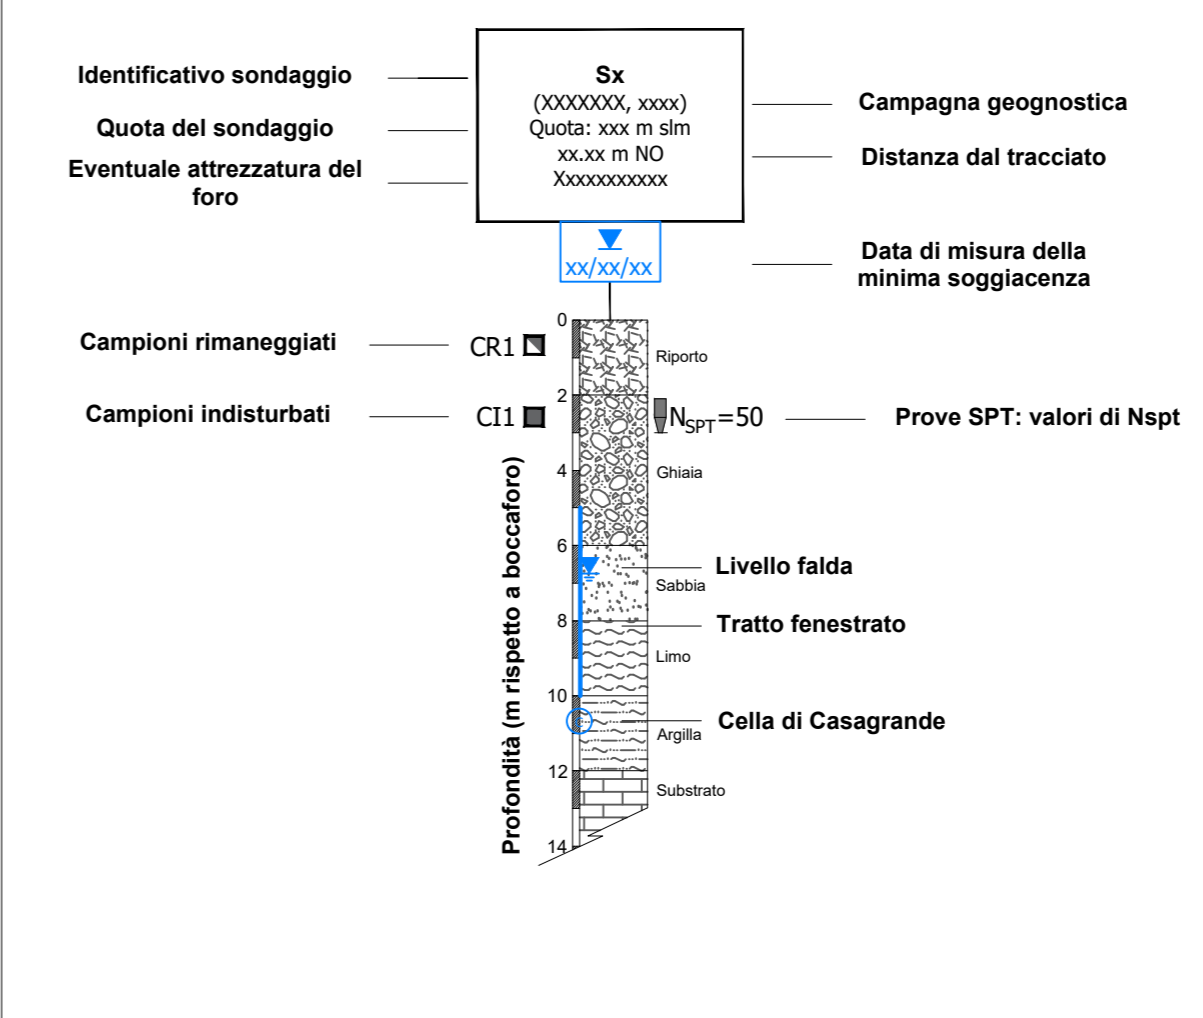 Identificativo sondaggio
Quota del sondaggio
Eventuale attrezzatura del
foro
Sx
(XXXXXXX, xxxx)
Quota: xxx m slm
xx.xx m NO
Xxxxxxxxxxx
Campagna geognostica
Distanza dal tracciato
xx/xx/xx
Data di misura della
minima soggiacenza
Campioni rimaneggiati
CR1
0
Riporto
Campioni indisturbati
CI1
2
NSPT=50
Prove SPT: valori di Nspt
4
Ghiaia
6
Livello falda
Sabbia
8
Tratto fenestrato
Limo
10
Cella di Casagrande
Argilla
12
Substrato
14
Profondità (m rispetto a boccaforo)